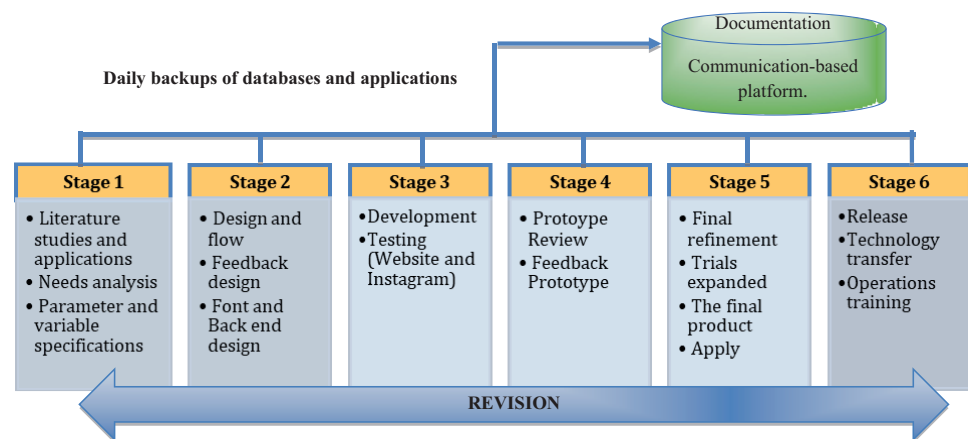 Documentation
Communication-based
platform.
Daily backups of databases and applications
Stage 1
• Literature
studies and
applications
• Needs analysis
• Parameter and
variable
specifications
Stage 2
• Design and
flow
• Feedback
design
• Font and
Back end
design
Stage 3
•Development
•Testing
(Website and
Instagram)
Stage 4
• Protoype
Review
• Feedback
Prototype
Stage 5
• Final
refinement
• Trials
expanded
• The final
product
• Apply
Stage 6
•Release
•Technology
transfer
•Operations
training
REVISION